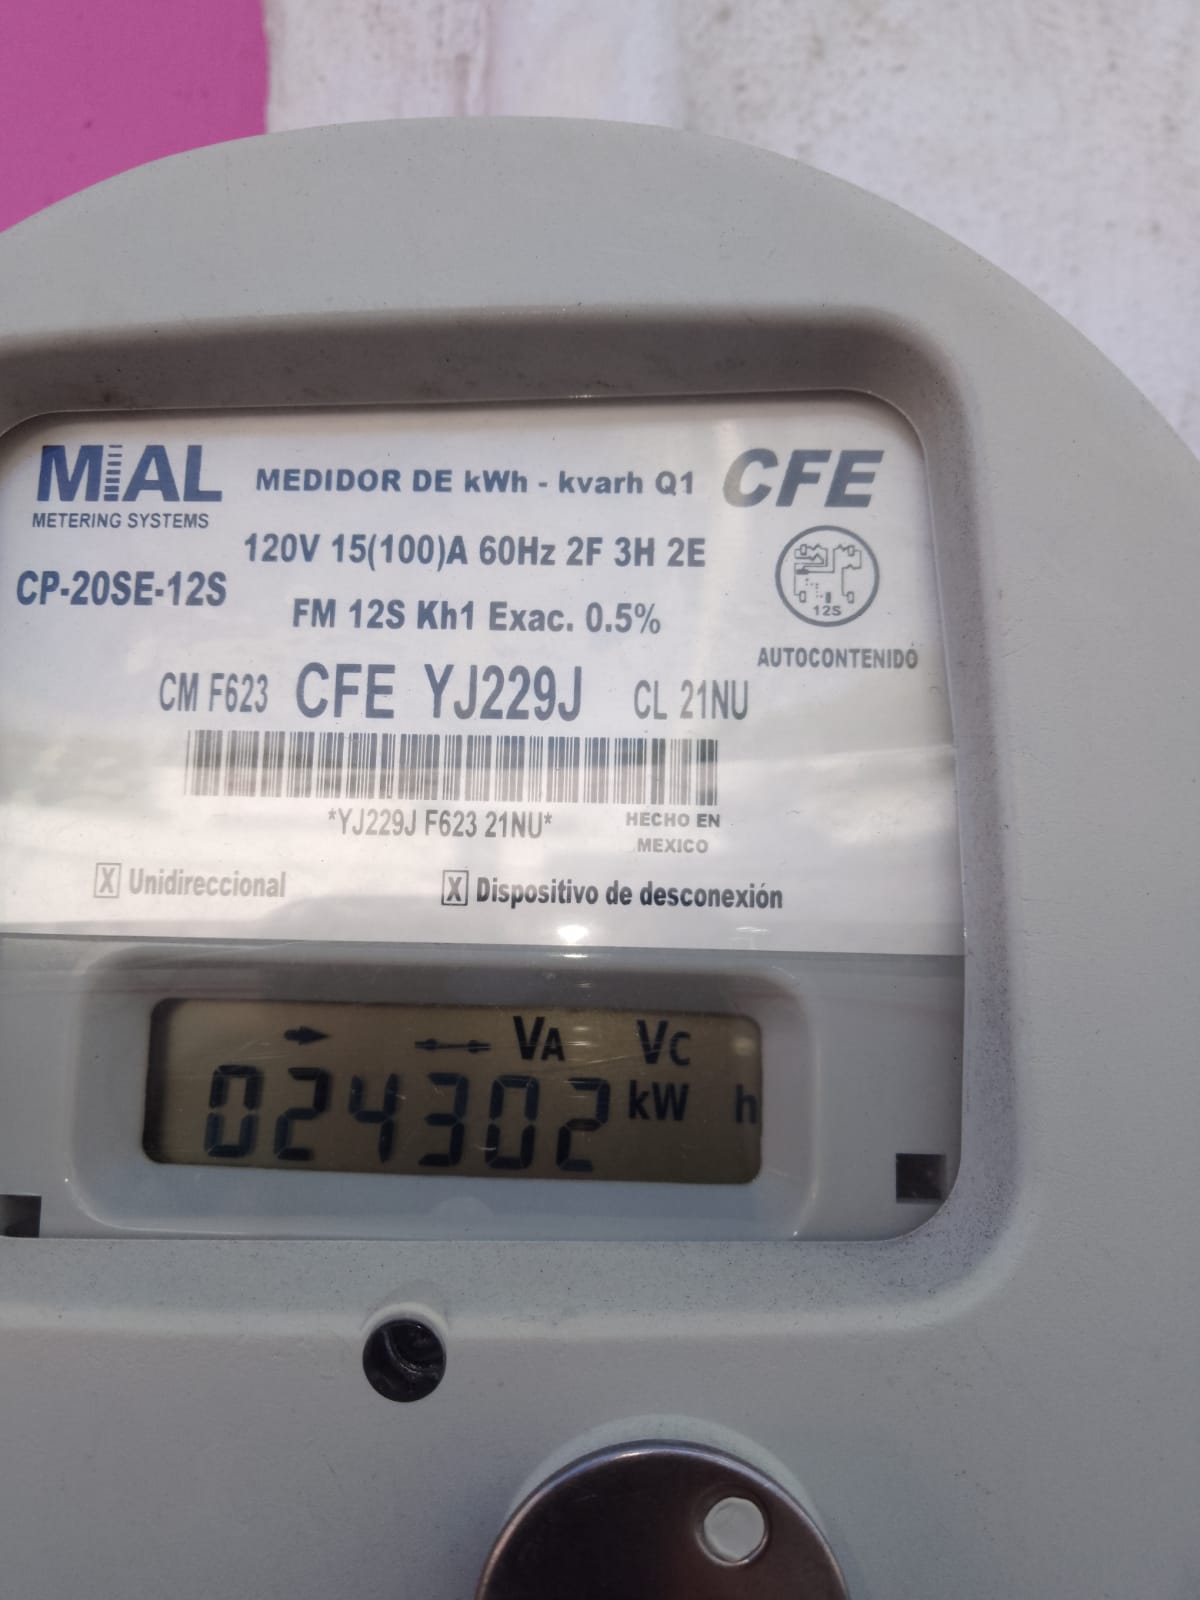 MIAL
METERING SYSTEMS
MEDIDOR DE kWh - kvarh Q1
CFE
120V 15(100)A 60Hz 2F 3H 2E
CP-20SE-12S
FM 12S Kh1 Exac. 0.5%
12S
AUTOCONTENIDO
CM F623 CFE YJ229J CL 21NU
*YJ229J F623 21NU*
HECHO EN
MEXICO
X Unidireccional
X Dispositivo de desconexión
VA VC
024302 kW h